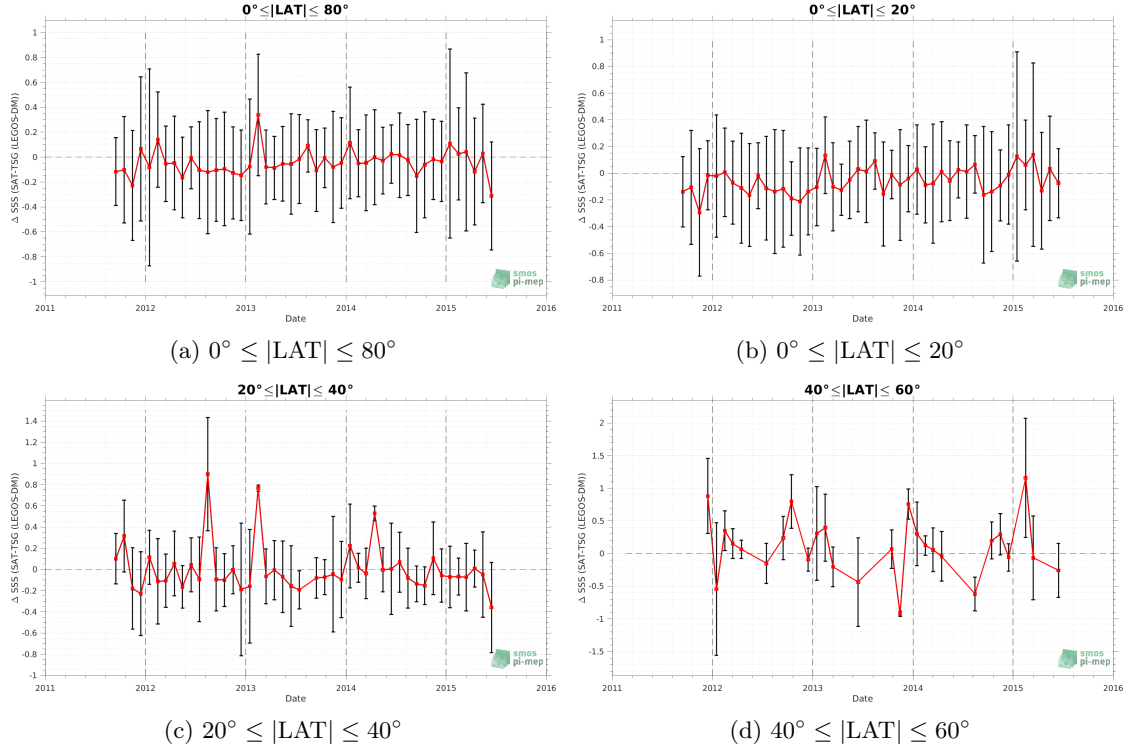 0°≤|LAT|≤ 80°
Δ SSS (SAT-TSG (LEGOS-DM))
1
0.8
0.6
0.4
0.2
0
-0.2
-0.4
-0.6
-0.8
-1
2011 2012 2013 2014 2015 2016
Date
smos
pi-mep
(a) 0° ≤ |LAT| ≤ 80°
0°≤|LAT|≤ 20°
Δ SSS (SAT-TSG (LEGOS-DM))
1
0.8
0.6
0.4
0.2
0
-0.2
-0.4
-0.6
-0.8
2011 2012 2013 2014 2015 2016
Date
smos
pi-mep
(b) 0° ≤ |LAT| ≤ 20°
20°≤|LAT|≤ 40°
Δ SSS (SAT-TSG (LEGOS-DM))
1.4
1.2
1
0.8
0.6
0.4
0.2
0
-0.2
-0.4
-0.6
-0.8
-1
2011 2012 2013 2014 2015 2016
Date
smos
pi-mep
(c) 20° ≤ |LAT| ≤ 40°
40°≤|LAT|≤ 60°
Δ SSS (SAT-TSG (LEGOS-DM))
2
1.5
1
0.5
0
-0.5
-1
-1.5
2011 2012 2013 2014 2015 2016
Date
smos
pi-mep
(d) 40° ≤ |LAT| ≤ 60°